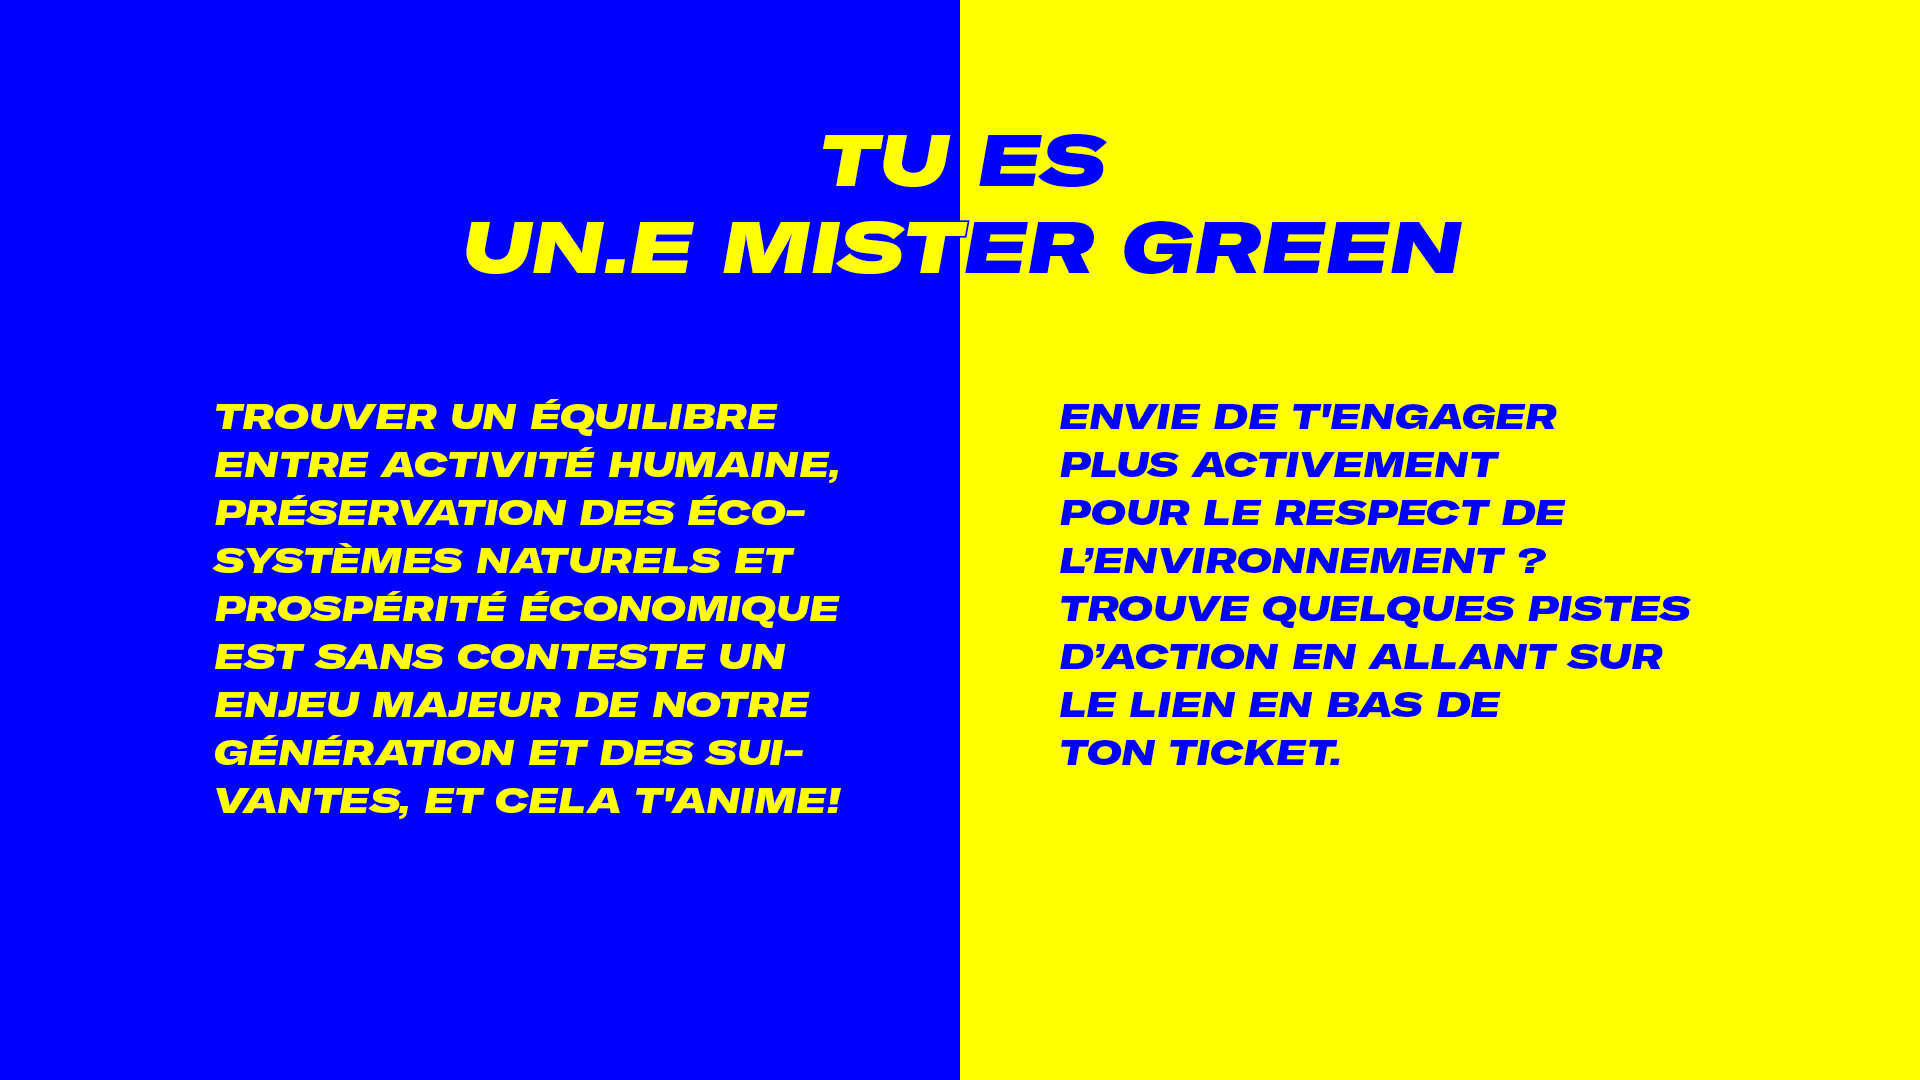 TU ES
UN.E MISTER GREEN
TROUVER UN ÉQUILIBRE
ENTRE ACTIVITÉ HUMAINE,
PRÉSERVATION DES ÉCO-
SYSTÈMES NATURELS ET
PROSPÉRITÉ ÉCONOMIQUE
EST SANS CONTESTE UN
ENJEU MAJEUR DE NOTRE
GÉNÉRATION ET DES SUI-
VANTES, ET CELA T'ANIME!
ENVIE DE T'ENGAGER
PLUS ACTIVEMENT
POUR LE RESPECT DE
L’ENVIRONNEMENT ?
TROUVE QUELQUES PISTES
D’ACTION EN ALLANT SUR
LE LIEN EN BAS DE
TON TICKET.